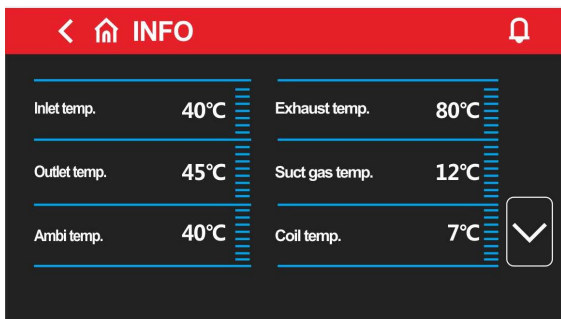 INFO
Inlet temp. 40°C Exhaust temp. 80°C
Outlet temp. 45°C Suct gas temp. 12°C
Ambi temp. 40°C Coil temp. 7°C